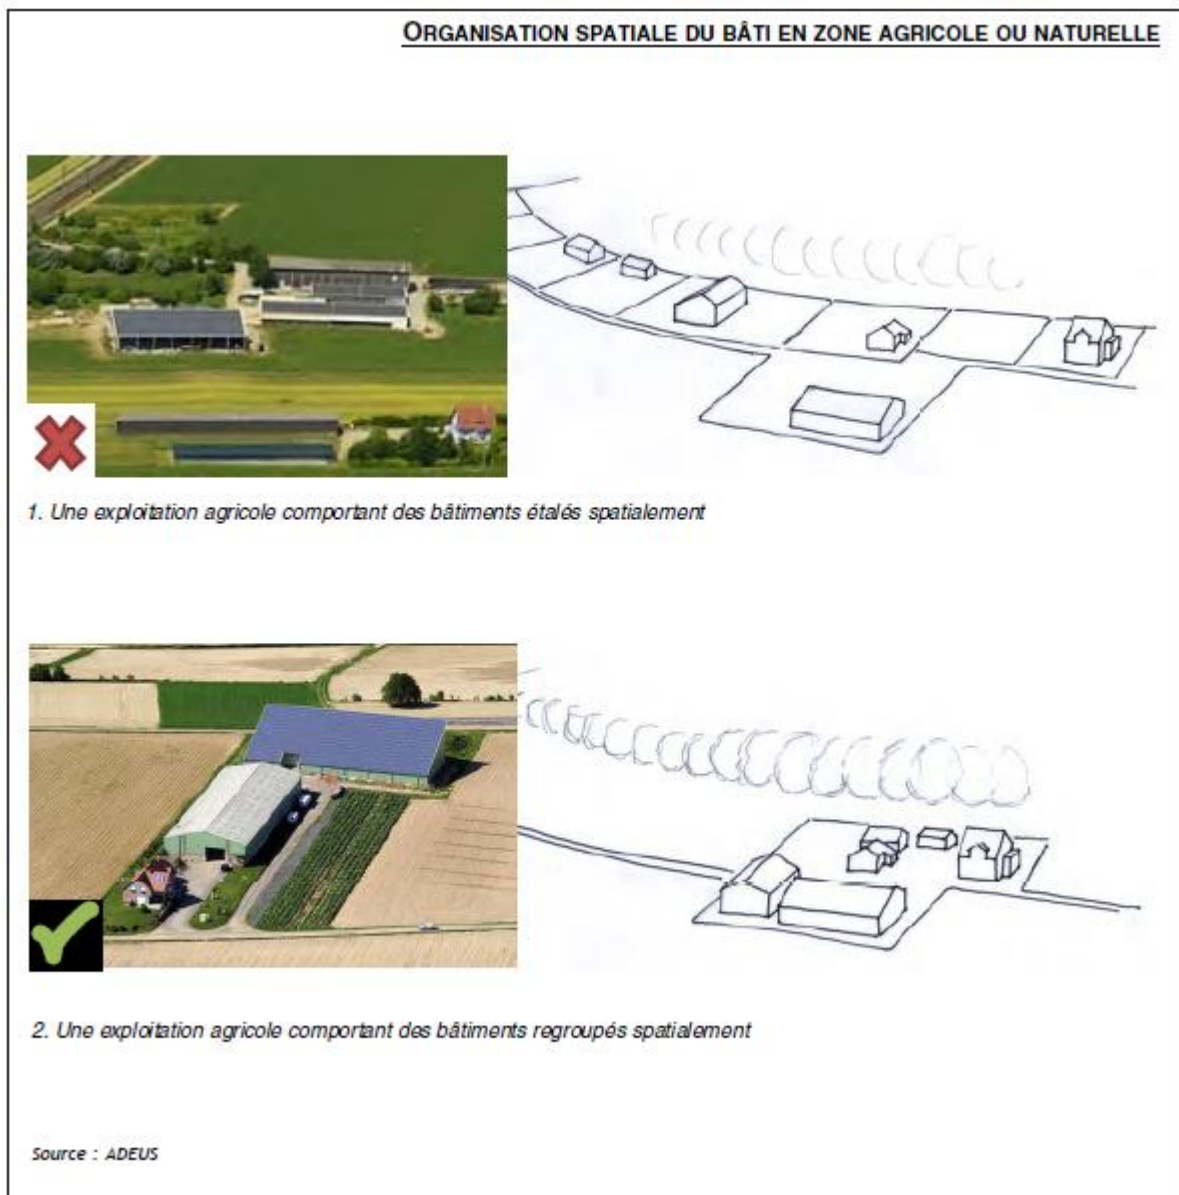 ORGANISATION SPATIALE DU BÂTI EN ZONE AGRICOLE OU NATURELLE
1. Une exploitation agricole comportant des bâtiments étalés spatialement
2. Une exploitation agricole comportant des bâtiments regroupés spatialement
Source : ADEUS